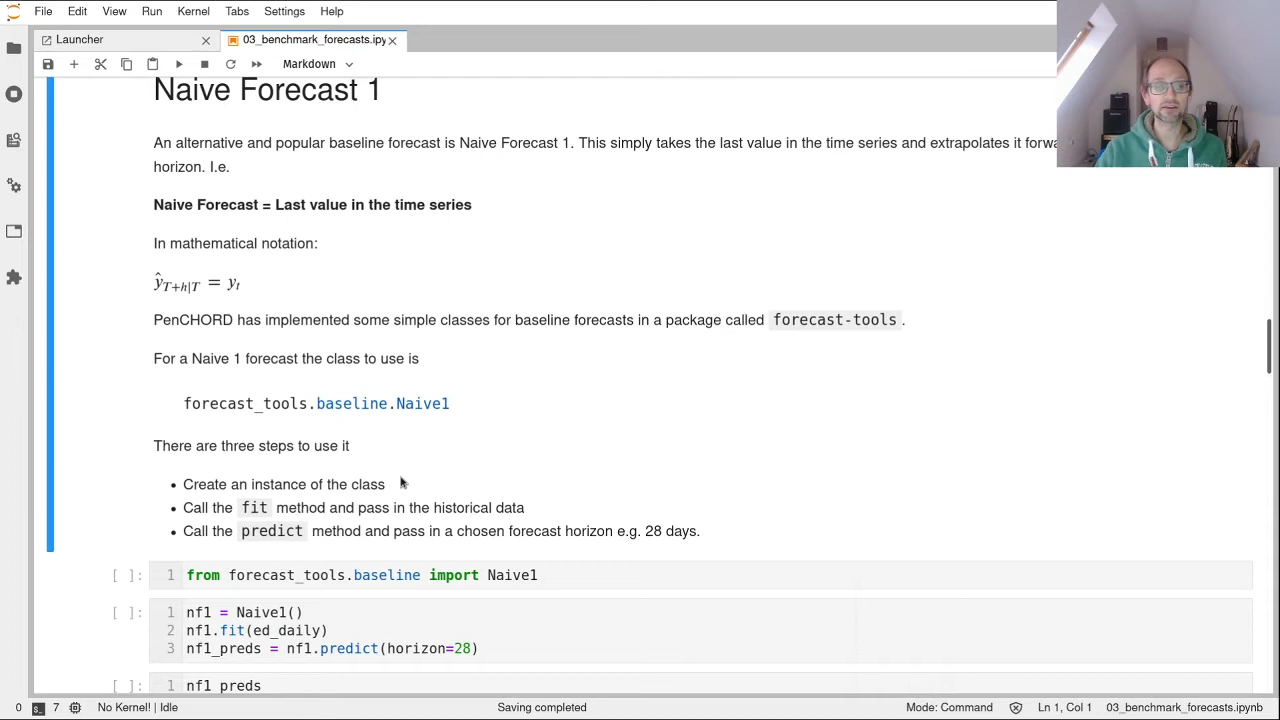 File Edit View Run Kernel Tabs Settings Help
Launcher 03_benchmark_forecasts.ipy
Markdown
Naive Forecast 1
An alternative and popular baseline forecast is Naive Forecast 1. This simply takes the last value in the time series and extrapolates it forw
horizon. I.e.
Naive Forecast = Last value in the time series
In mathematical notation:
ŷT+h|T = yt
PenCHORD has implemented some simple classes for baseline forecasts in a package called forecast-tools.
For a Naive 1 forecast the class to use is
forecast_tools.baseline.Naive1
There are three steps to use it
• Create an instance of the class
• Call the fit method and pass in the historical data
• Call the predict method and pass in a chosen forecast horizon e.g. 28 days.
[ ]: 1 from forecast_tools.baseline import Naive1
[ ]: 1 nf1 = Naive1()
2 nf1.fit(ed_daily)
3 nf1_preds = nf1.predict(horizon=28)
[ ]: 1 nf1 preds
0 7 No Kernel! | Idle Saving completed Mode: Command Ln 1, Col 1 03_benchmark_forecasts.ipynb